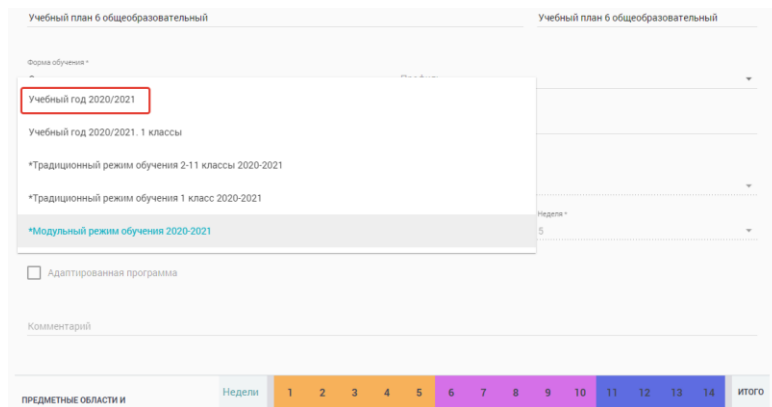 Учебный план 6 общеобразовательный
Учебный план 6 общеобразовательный
Форма обучения *
Учебный год 2020/2021
Учебный год 2020/2021. 1 классы
*Традиционный режим обучения 2-11 классы 2020-2021
*Традиционный режим обучения 1 класс 2020-2021
*Модульный режим обучения 2020-2021
Неделя *
5
Адаптированная программа
Комментарий
ПРЕДМЕТНЫЕ ОБЛАСТИ И
Недели 1 2 3 4 5 6 7 8 9 10 11 12 13 14 ИТОГО